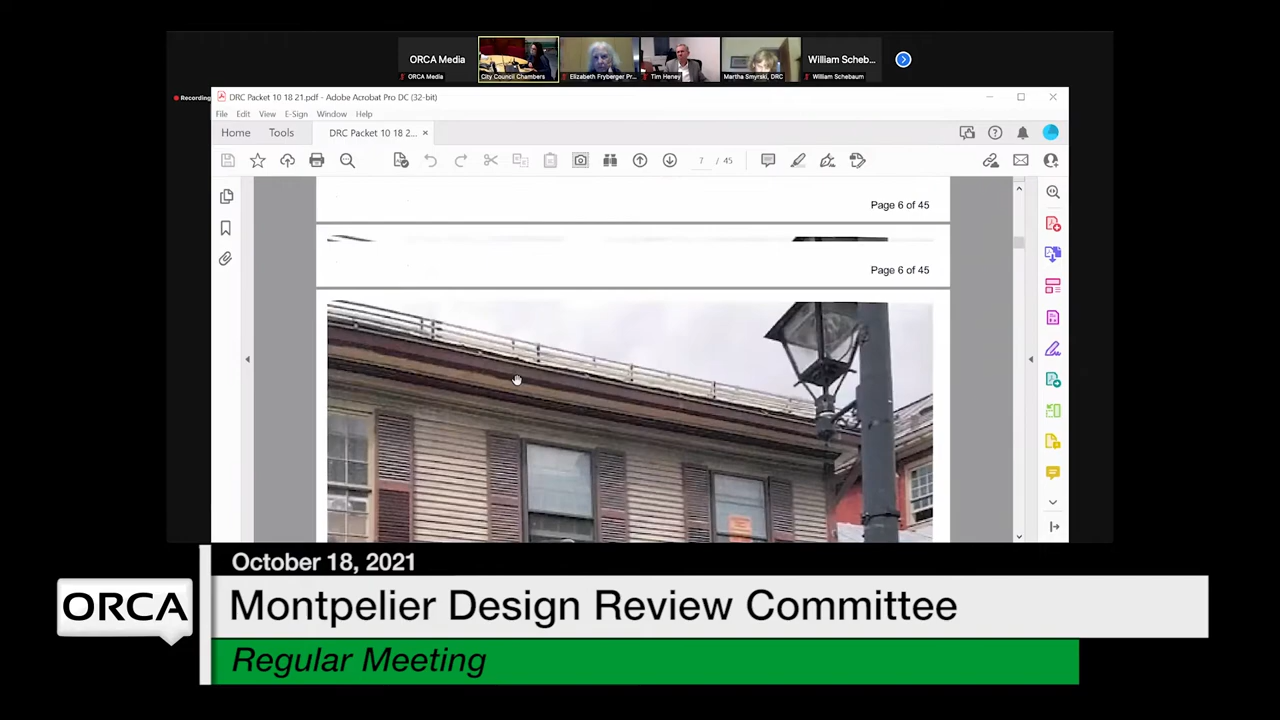 ORCA Media
William Scheb...
ORCA Media
City Council Chambers
Elizabeth Fryberger Pr...
Tim Heney
Martha Smyrski, DRC
William Schebaum
Recording
DRC Packet 10 18 21.pdf - Adobe Acrobat Pro DC (32-bit)
File Edit View E-Sign Window Help
Home Tools DRC Packet 10 18 2... ×
7 / 45
Page 6 of 45
Page 6 of 45
October 18, 2021
ORCA
Montpelier Design Review Committee
Regular Meeting